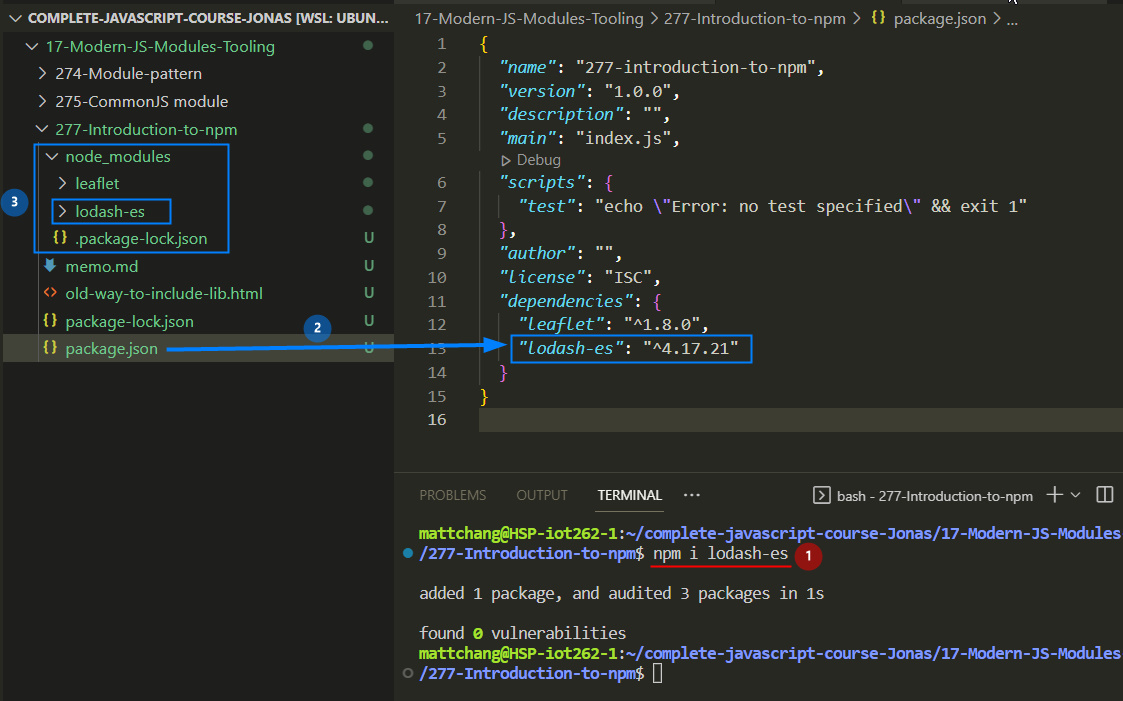 COMPLETE-JAVASCRIPT-COURSE-JONAS [WSL: UBUN...
17-Modern-JS-Modules-Tooling
274-Module-pattern
275-CommonJS module
277-Introduction-to-npm
node_modules
3
leaflet
lodash-es
{} .package-lock.json U
memo.md U
<> old-way-to-include-lib.html U
{} package-lock.json U
2
{} package.json U
17-Modern-JS-Modules-Tooling > 277-Introduction-to-npm > {} package.json > ...
1 {
2 "name": "277-introduction-to-npm",
3 "version": "1.0.0",
4 "description": "",
5 "main": "index.js",
Debug
6 "scripts": {
7 "test": "echo \"Error: no test specified\" && exit 1"
8 },
9 "author": "",
10 "license": "ISC",
11 "dependencies": {
12 "leaflet": "^1.8.0",
13 "lodash-es": "^4.17.21"
14 }
15 }
16
PROBLEMS OUTPUT TERMINAL ... bash - 277-Introduction-to-npm
mattchang@HSP-iot262-1:~/complete-javascript-course-Jonas/17-Modern-JS-Modules
/277-Introduction-to-npm$ npm i lodash-es 1
added 1 package, and audited 3 packages in 1s
found 0 vulnerabilities
mattchang@HSP-iot262-1:~/complete-javascript-course-Jonas/17-Modern-JS-Modules
/277-Introduction-to-npm$